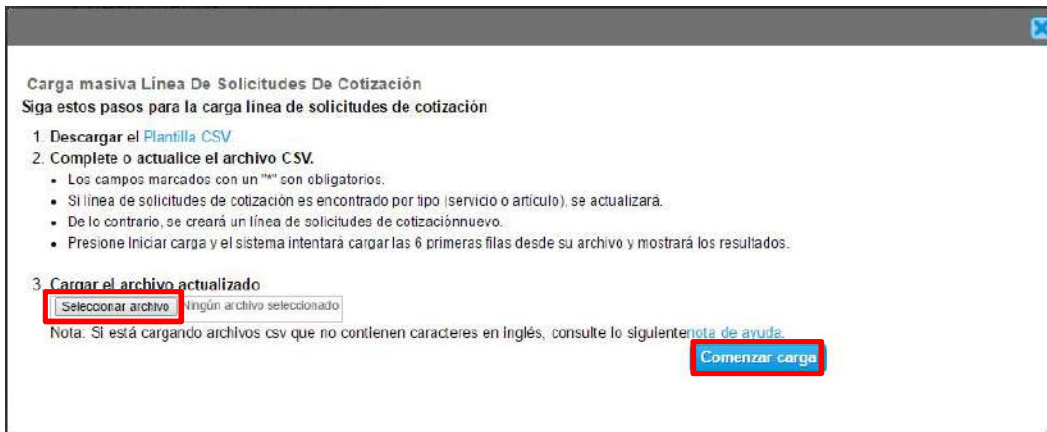 Carga masiva Línea De Solicitudes De Cotización
Siga estos pasos para la carga línea de solicitudes de cotización
1. Descargar el Plantilla CSV
2. Complete o actualice el archivo CSV.
• Los campos marcados con un "*" son obligatorios.
• Si línea de solicitudes de cotización es encontrado por tipo (servicio o artículo), se actualizará.
• De lo contrario, se creará un línea de solicitudes de cotizaciónnuevo.
• Presione Iniciar carga y el sistema intentará cargar las 6 primeras filas desde su archivo y mostrará los resultados.
3. Cargar el archivo actualizado
Seleccionar archivo Ningún archivo seleccionado
Nota: Si está cargando archivos csv que no contienen caracteres en inglés, consulte lo siguientenota de ayuda.
Comenzar carga